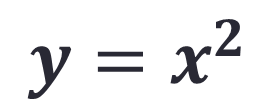 y = x²